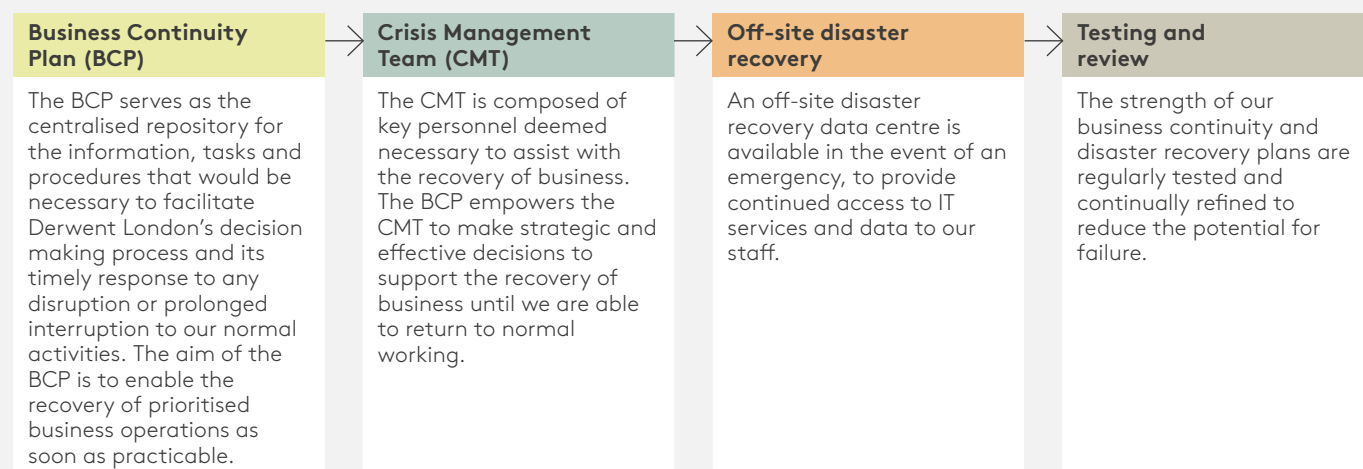 Business Continuity
Plan (BCP)
The BCP serves as the
centralised repository for
the information, tasks and
procedures that would be
necessary to facilitate
Derwent London’s decision
making process and its
timely response to any
disruption or prolonged
interruption to our normal
activities. The aim of the
BCP is to enable the
recovery of prioritised
business operations as
soon as practicable.
Crisis Management
Team (CMT)
The CMT is composed of
key personnel deemed
necessary to assist with
the recovery of business.
The BCP empowers the
CMT to make strategic and
effective decisions to
support the recovery of
business until we are able
to return to normal
working.
Off-site disaster
recovery
An off-site disaster
recovery data centre is
available in the event of an
emergency, to provide
continued access to IT
services and data to our
staff.
Testing and
review
The strength of our
business continuity and
disaster recovery plans are
regularly tested and
continually refined to
reduce the potential for
failure.